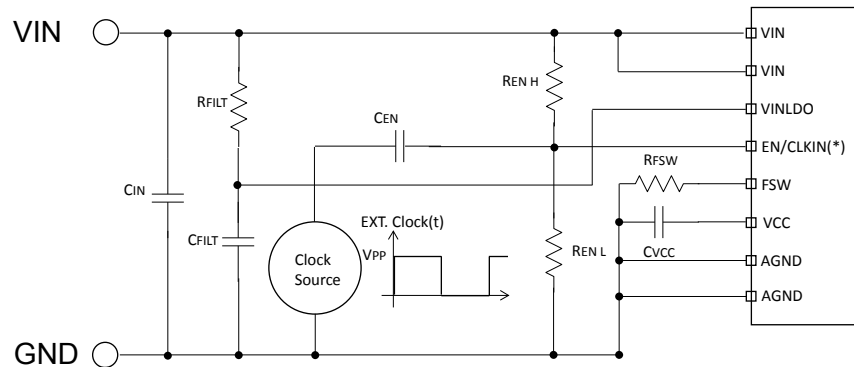 VIN
VIN
VIN
REN H
RFILT
VINLDO
CEN
EN/CLKIN(*)
RFSW
FSW
CIN
VCC
EXT. Clock(t)
CFILT
VPP
REN L
CVCC
Clock
Source
AGND
AGND
GND